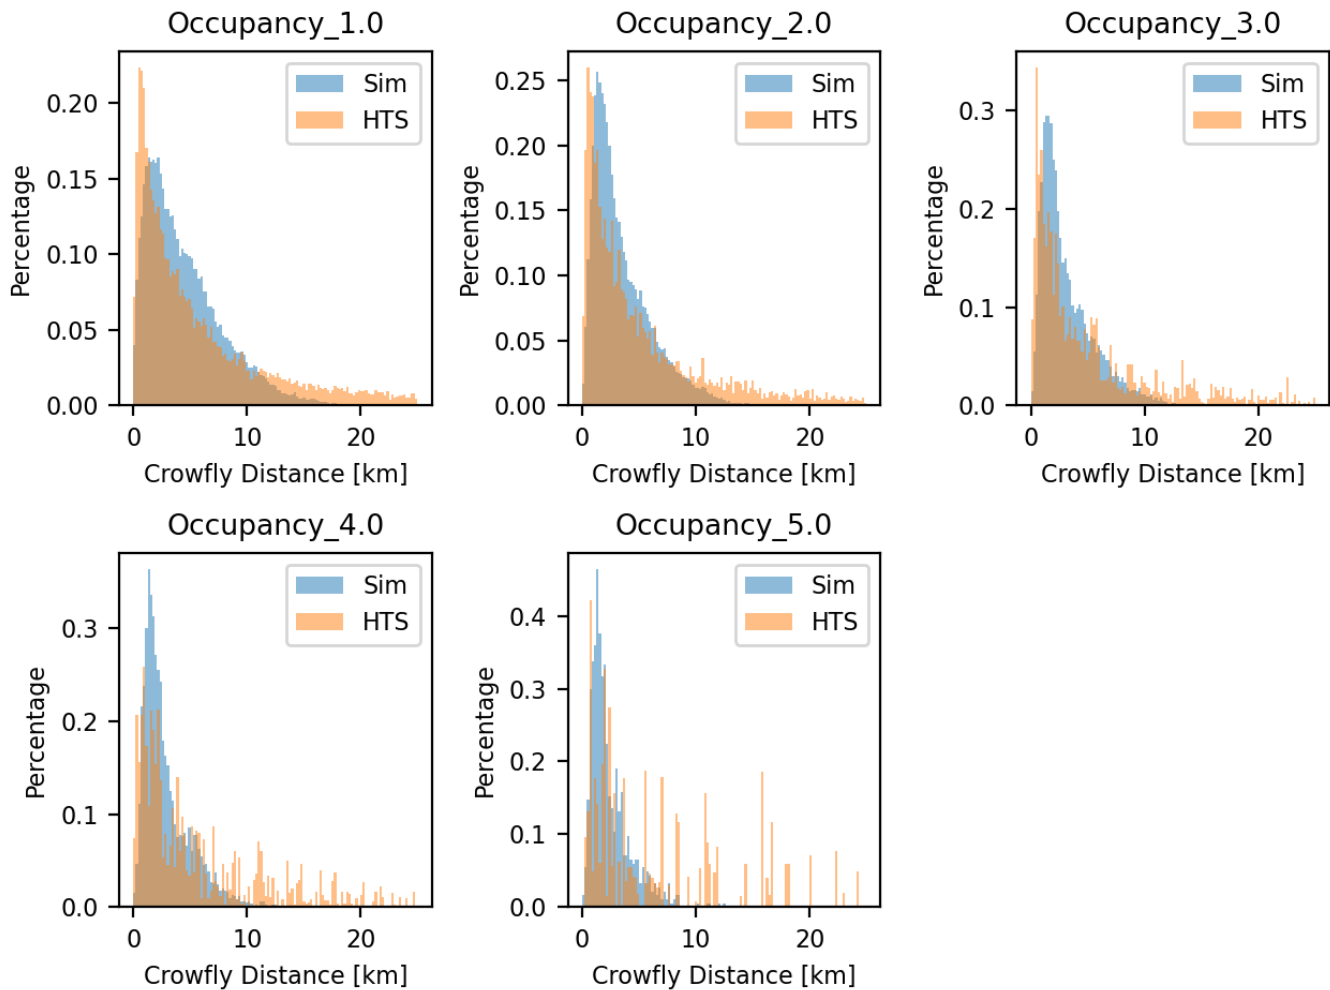 Occupancy_1.0
Occupancy_2.0
Occupancy_3.0
Sim
HTS
Sim
HTS
Sim
HTS
Percentage
0.20
0.15
0.10
0.05
0.00
Percentage
0.25
0.20
0.15
0.10
0.05
0.00
Percentage
0.3
0.2
0.1
0.0
0 10 20
0 10 20
0 10 20
Crowfly Distance [km]
Crowfly Distance [km]
Crowfly Distance [km]
Occupancy_4.0
Occupancy_5.0
Sim
HTS
Sim
HTS
Percentage
0.3
0.2
0.1
0.0
Percentage
0.4
0.3
0.2
0.1
0.0
0 10 20
0 10 20
Crowfly Distance [km]
Crowfly Distance [km]